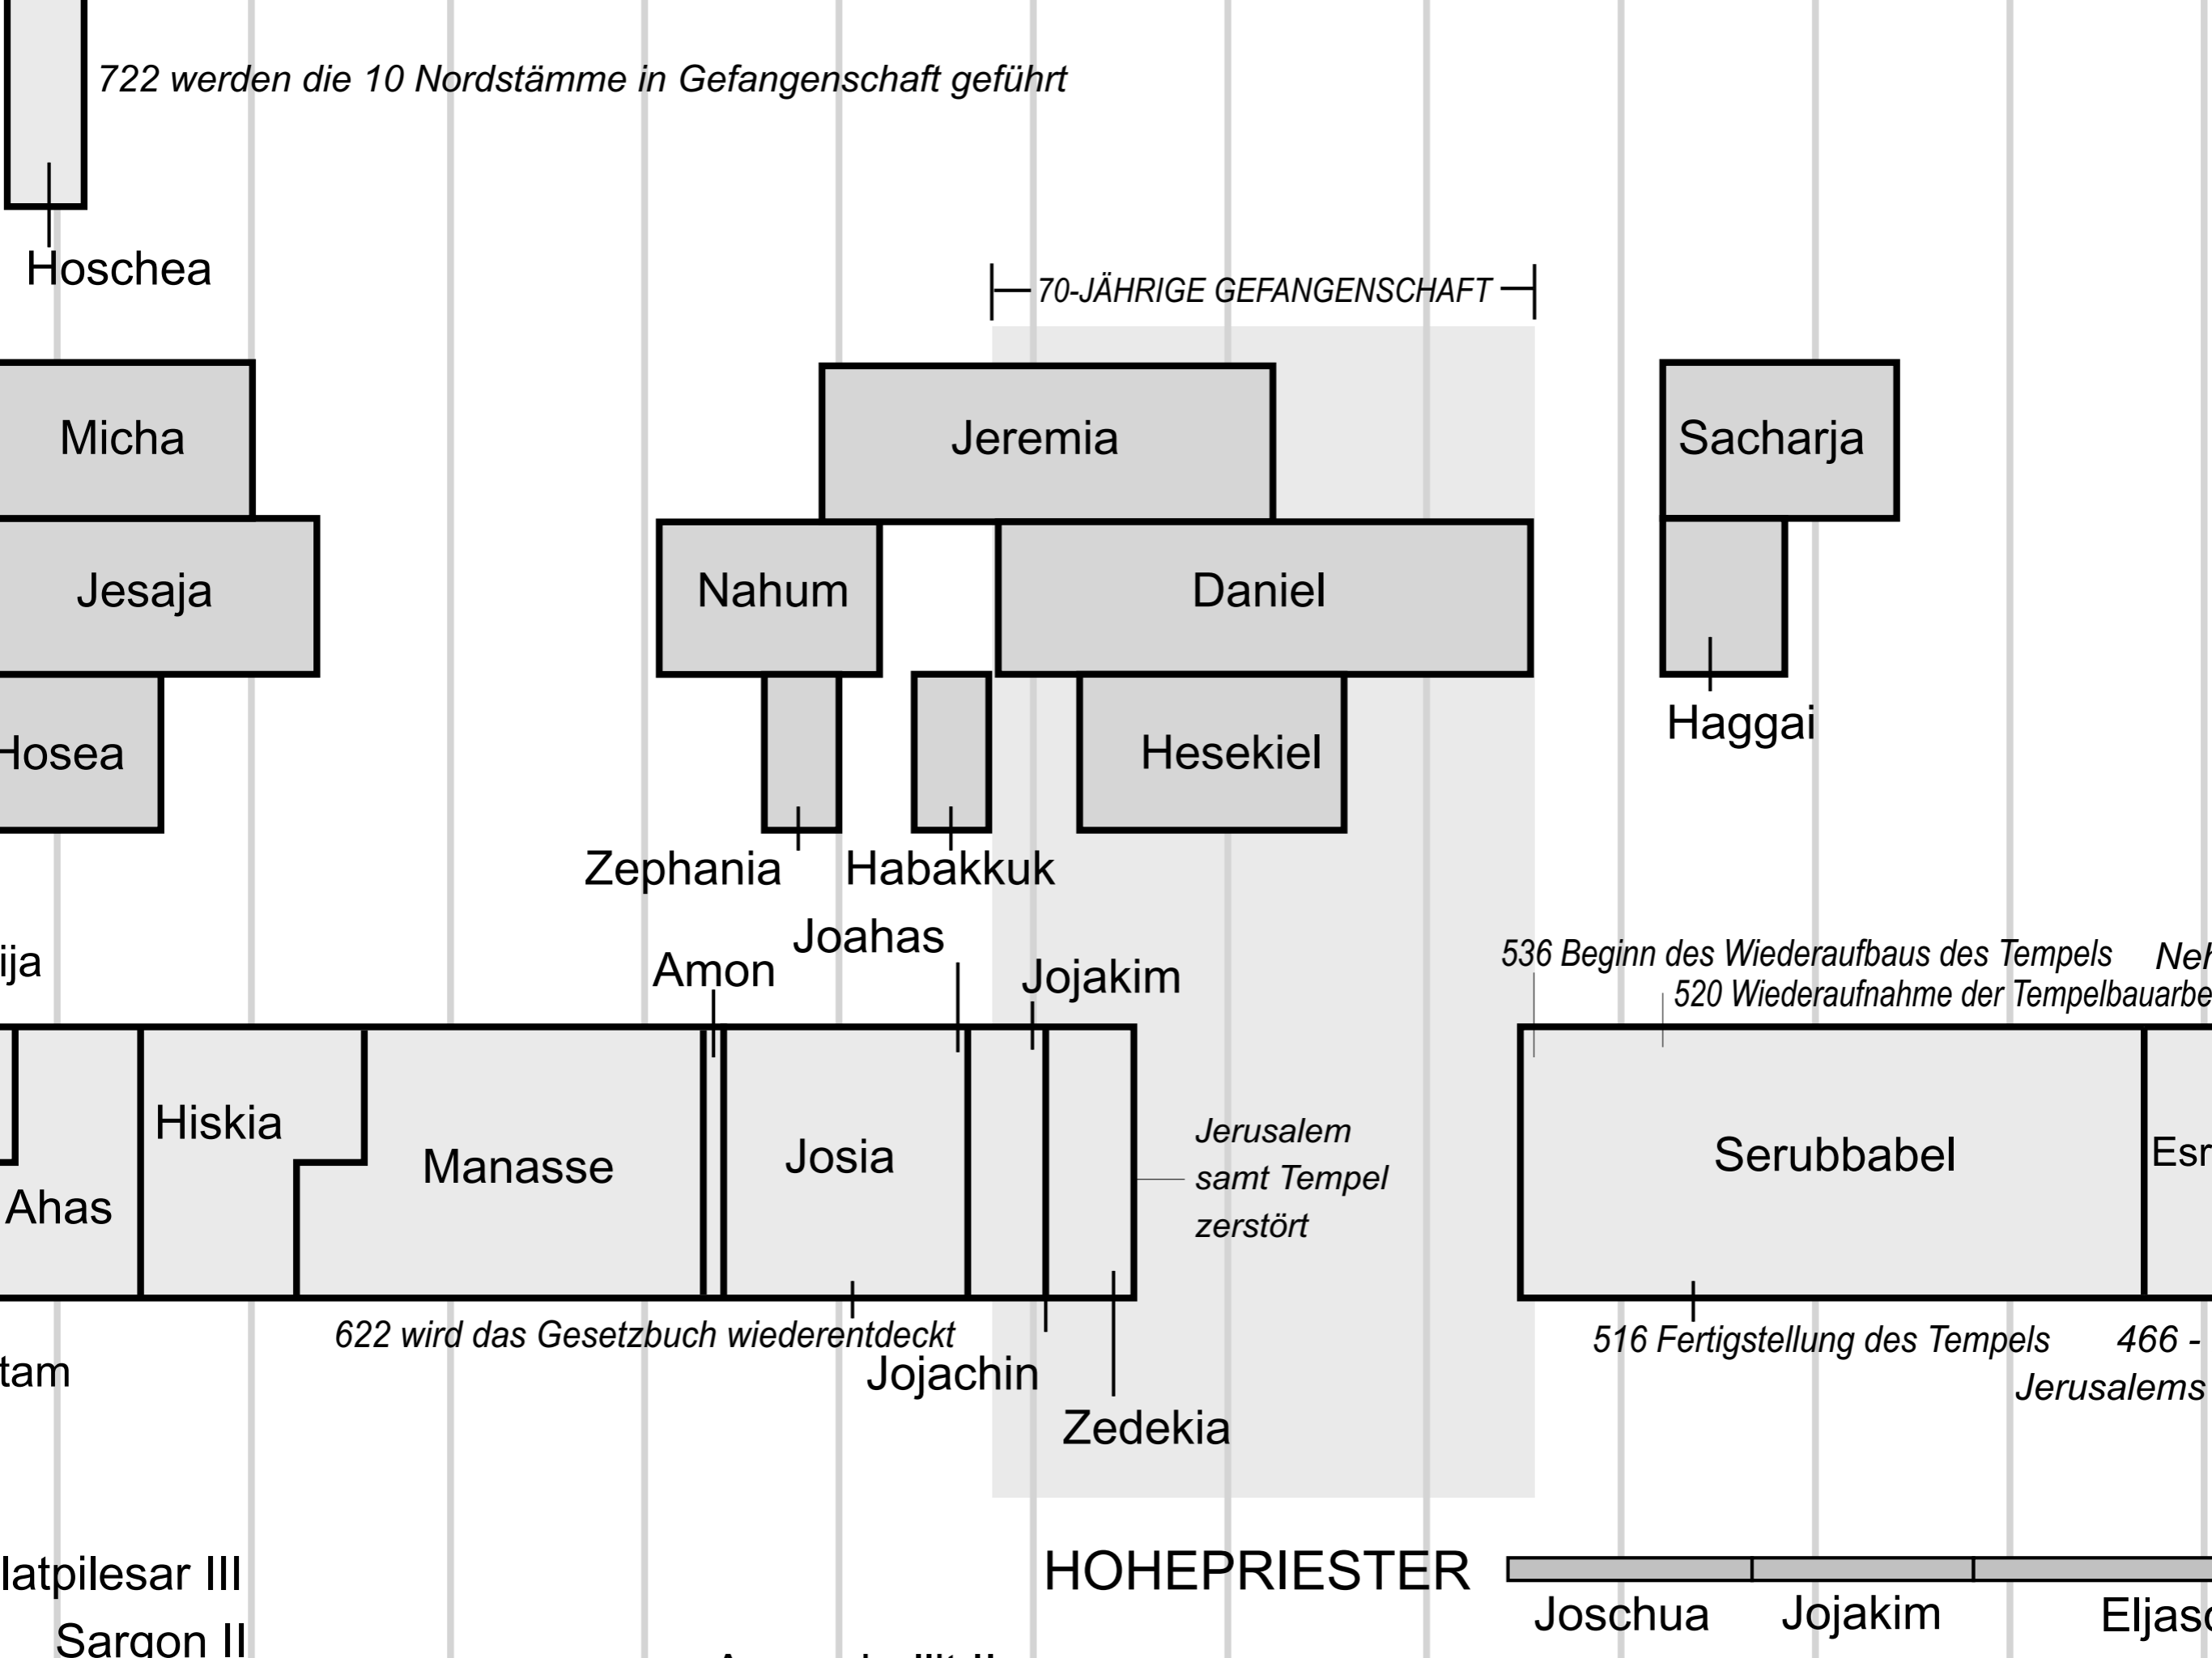 722 werden die 10 Nordstämme in Gefangenschaft geführt
Hoschea
70-JÄHRIGE GEFANGENSCHAFT
Micha
Jeremia
Sacharja
Jesaja
Nahum
Daniel
Hosea
Hesekiel
Haggai
Zephania
Habakkuk
Joahas
ija
Amon
Jojakim
536 Beginn des Wiederaufbaus des Tempels
Neh
520 Wiederaufnahme der Tempelbauarbe
Hiskia
Manasse
Josia
Jerusalem
samt Tempel
zerstört
Serubbabel
Esr
Ahas
622 wird das Gesetzbuch wiederentdeckt
516 Fertigstellung des Tempels
466 -
tam
Jojachin
Jerusalems
Zedekia
HOHEPRIESTER
latpilesar III
Joschua
Jojakim
Eljasc
Sargon II